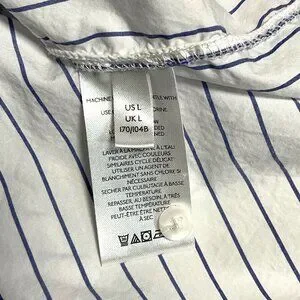 MACHINE
WITH
US L
UK L
170/104B
LAVER À LA MACHINE À L'EAU
FROIDE AVEC COULEURS
SIMILAIRES CYCLE DÉLICAT
UTILISER UN AGENT DE
BLANCHIMENT SANS CHLORE SI
NÉCESSAIRE
SÉCHER PAR CULBUTAGE À BASSE
TEMPÉRATURE
REPASSER, AU BESOIN, À
BASSE TEMPÉRATURE
PEUT-ÊTRE ÊTRE NETTOYÉ
À SEC